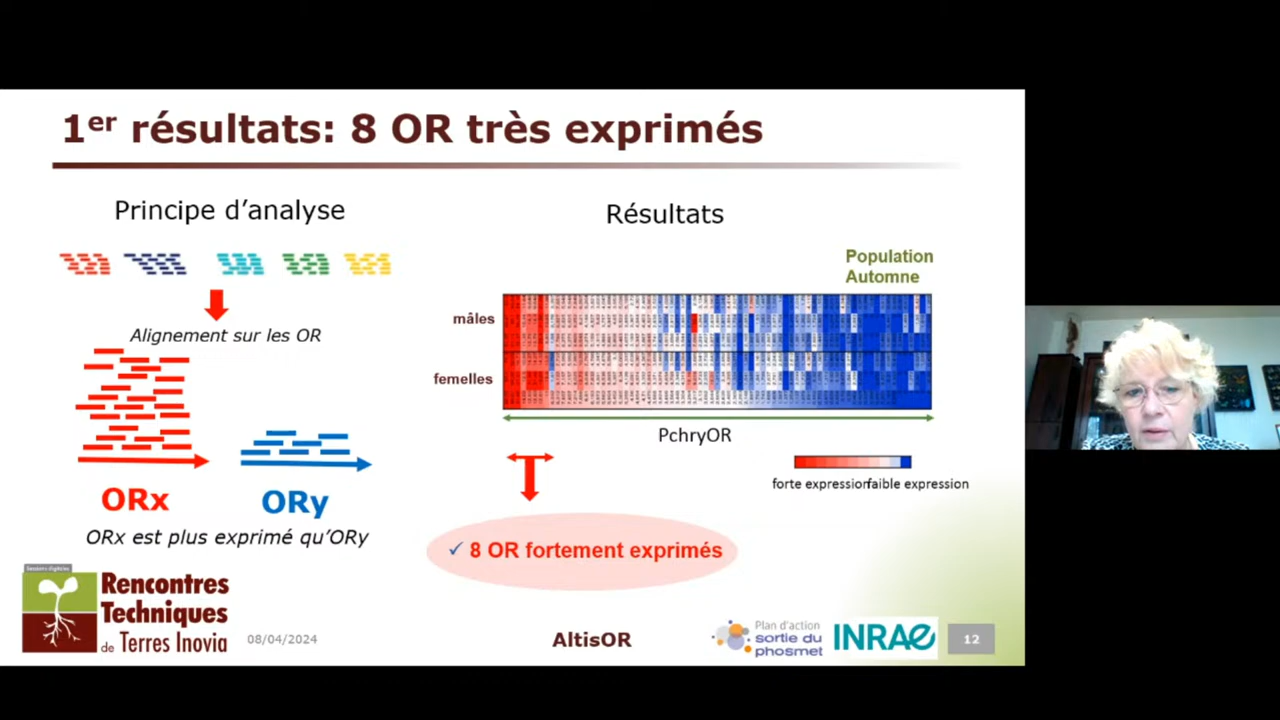 1er résultats: 8 OR très exprimés
Principe d’analyse
Alignement sur les OR
ORx
ORy
ORx est plus exprimé qu’ORy
Résultats
Population
Automne
mâles
femelles
PchryOR
forte expression
faible expression
✓ 8 OR fortement exprimés
Sessions digitales
Rencontres
Techniques
de Terres Inovia
08/04/2024
AltisOR
Plan d'action
sortie du
phosmet
INRAE
12